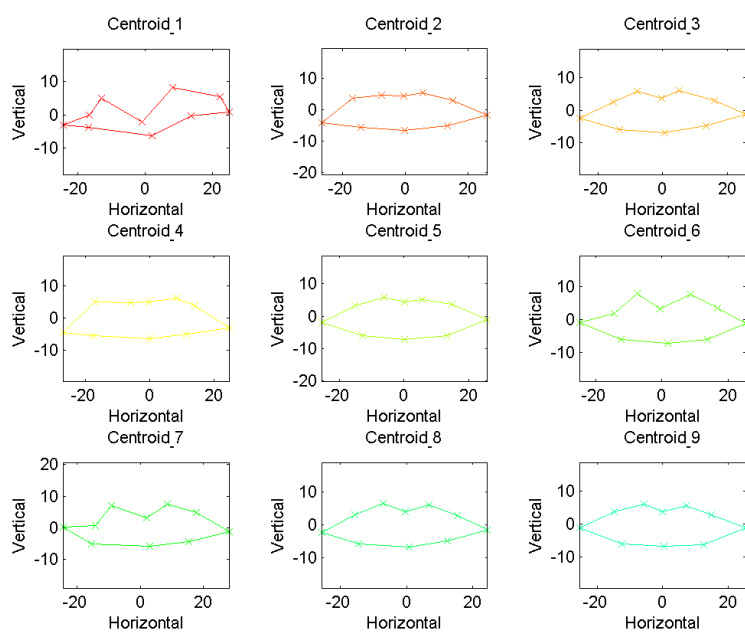 Centroid_1 Centroid_2 Centroid_3
10 10 10
0 0 0
-10 -10 -10
-20
Vertical Vertical Vertical
-20 0 20 -20 0 20 -20 0 20
Horizontal Horizontal Horizontal
Centroid_4 Centroid_5 Centroid_6
10 10 10
0 0 0
-10 -10 -10
-20
Vertical Vertical Vertical
-20 0 20 -20 0 20 -20 0 20
Horizontal Horizontal Horizontal
Centroid_7 Centroid_8 Centroid_9
20
10 10 10
0 0 0
-10 -10 -10
Vertical Vertical Vertical
-20 0 20 -20 0 20 -20 0 20
Horizontal Horizontal Horizontal